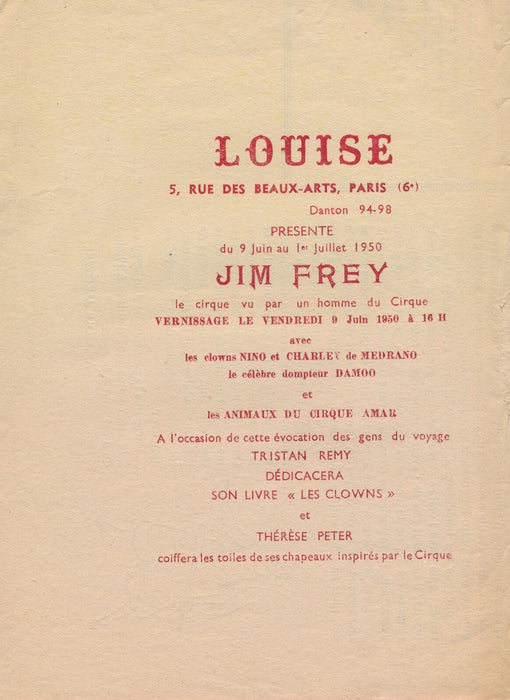 LOUISE
5, RUE DES BEAUX-ARTS, PARIS (6e)
Danton 94-98
PRESENTE
du 9 Juin au 1er Juillet 1950
JIM FREY
le cirque vu par un homme du Cirque
VERNISSAGE LE VENDREDI 9 Juin 1950 à 16 H
avec
les clowns NINO et CHARLEY de MEDRANO
le célèbre dompteur DAMOO
et
les ANIMAUX DU CIRQUE AMAR
A l'occasion de cette évocation des gens du voyage
TRISTAN REMY
DÉDICACERA
SON LIVRE « LES CLOWNS »
et
THÉRÈSE PETER
coiffera les toiles de ses chapeaux inspirés par le Cirque